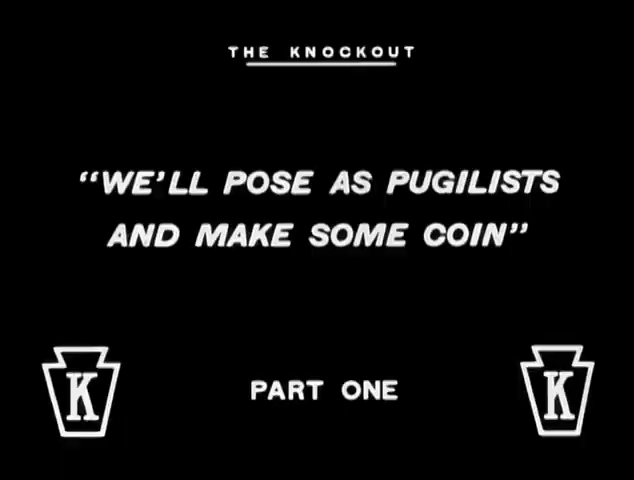 THE KNOCKOUT
"WE'LL POSE AS PUGILISTS
AND MAKE SOME COIN"
K PART ONE K